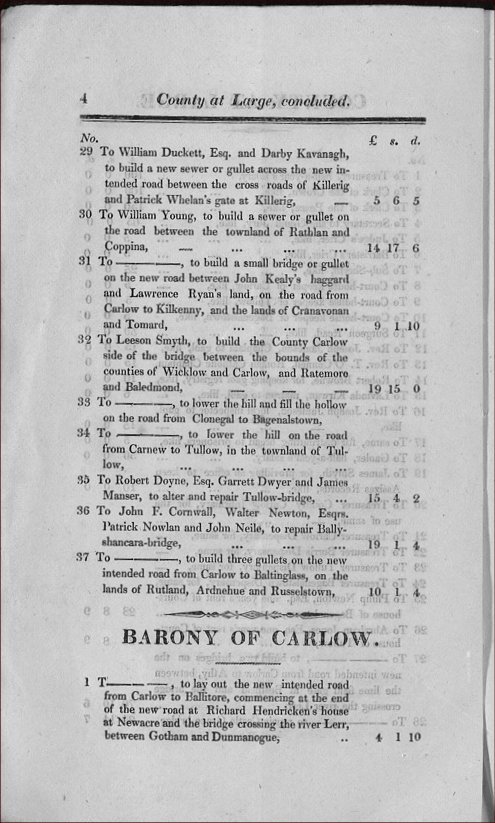 4 County at Large, concluded.
No. £ s. d.
29 To William Duckett, Esq. and Darby Kavanagh,
to build a new sewer or gullet across the new in-
tended road between the cross roads of Killerig
and Patrick Whelan's gate at Killerig, — 5 6 5
30 To William Young, to build a sewer or gullet on
the road between the townland of Rathlan and
Coppina, — ... ... ... 14 17 6
31 To ————, to build a small bridge or gullet
on the new road between John Kealy's haggard
and Lawrence Ryan's land, on the road from
Carlow to Kilkenny, and the lands of Cranavonan
and Tomard, ... ... ... 9 1 10
32 To Leeson Smyth, to build the County Carlow
side of the bridge between the bounds of the
counties of Wicklow and Carlow, and Ratemore
and Baledmond, — — — 19 15 0
33 To ————, to lower the hill and fill the hollow
on the road from Clonegal to Bagenalstown,
34 To ————, to lower the hill on the road
from Carnew to Tullow, in the townland of Tul-
low, ... ... ... ...
35 To Robert Doyne, Esq. Garrett Dwyer and James
Manser, to alter and repair Tullow-bridge, ... 15 4 2
36 To John F. Cornwall, Walter Newton, Esqrs.
Patrick Nowlan and John Neile, to repair Bally-
shancara-bridge, ... ... ... 19 1 4
37 To ————, to build three gullets on the new
intended road from Carlow to Baltinglass, on the
lands of Rutland, Ardnehue and Russelstown, 10 1 4
BARONY OF CARLOW.
1 T———— , to lay out the new intended road
from Carlow to Ballitore, commencing at the end
of the new road at Richard Hendricken's house
at Newacre and the bridge crossing the river Lerr,
between Gotham and Dunmanogue, .. 4 1 10